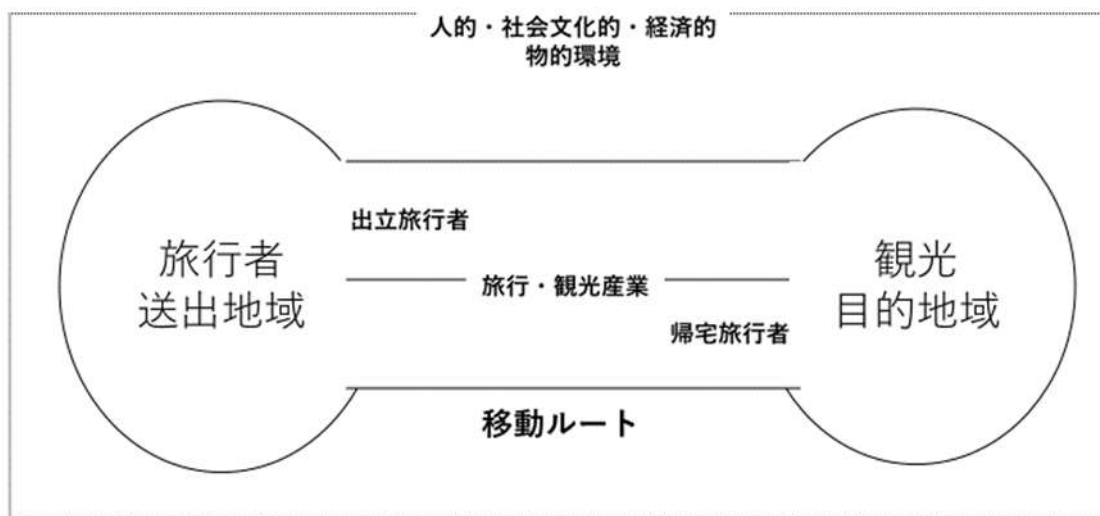 人的・社会文化的・経済的
物的環境
出立旅行者
旅行者
送出地域
旅行・観光産業
観光
目的地域
帰宅旅行者
移動ルート